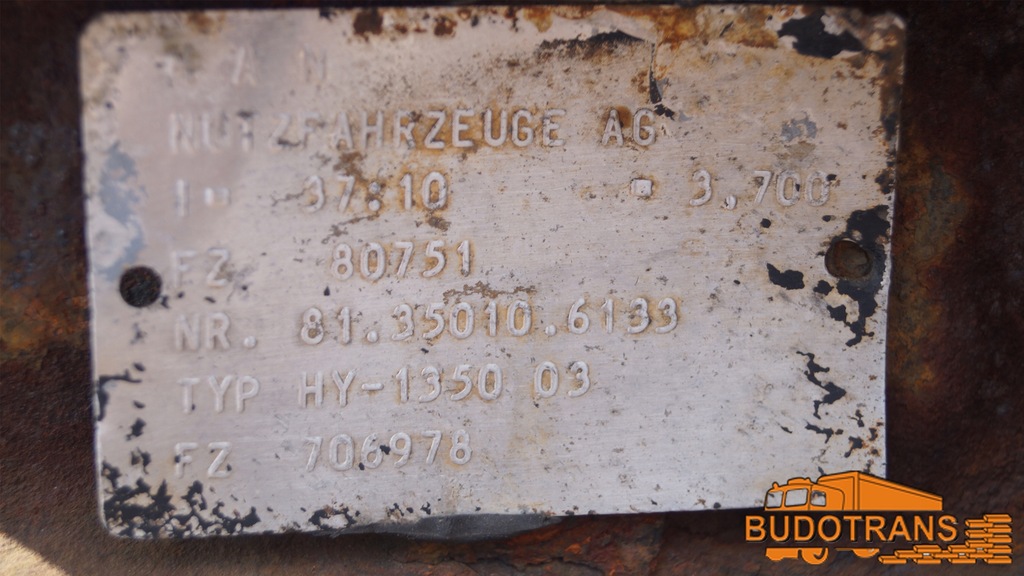 M A N
NUTZFAHRZEUGE AG
I= 37:10 = 3,700
FZ 80751
NR. 81.35010.6133
TYP HY-1350 03
FZ 706978
BUDOTRANS